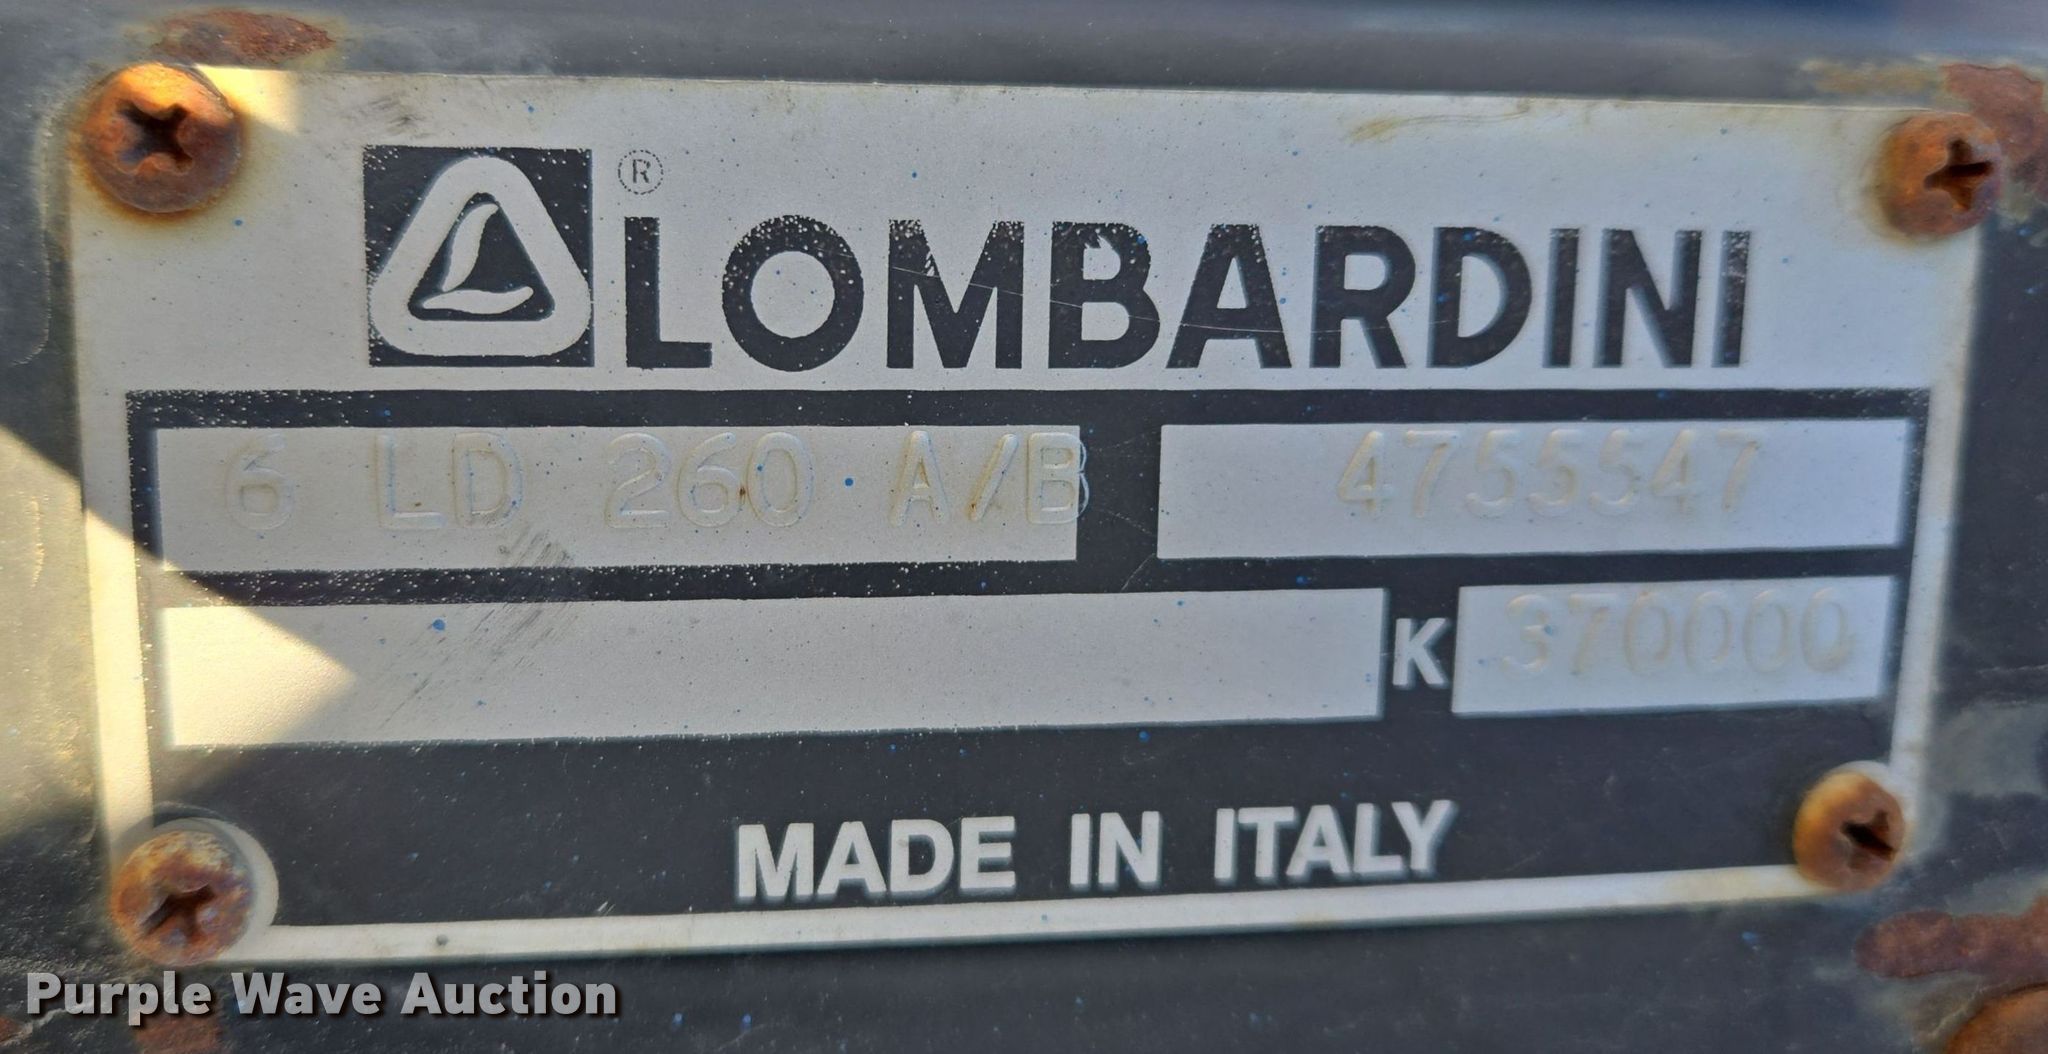 ® LOMBARDINI
6 LD 260 A/B 4755547
K 370000
MADE IN ITALY
Purple Wave Auction